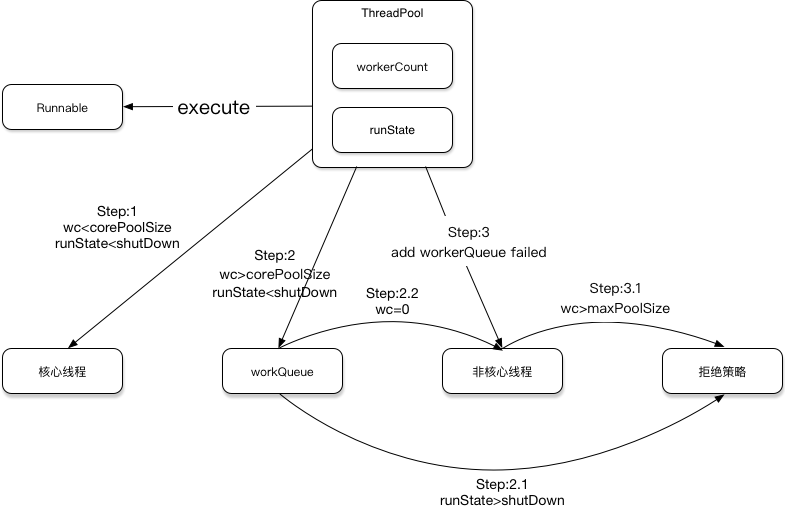 ThreadPool
workerCount
Runnable
execute
runState
Step:1
wc<corePoolSize
runState<shutDown
Step:2
wc>corePoolSize
runState<shutDown
Step:3
add workerQueue failed
Step:2.2
wc=0
Step:3.1
wc>maxPoolSize
核心线程
workQueue
非核心线程
拒绝策略
Step:2.1
runState>shutDown